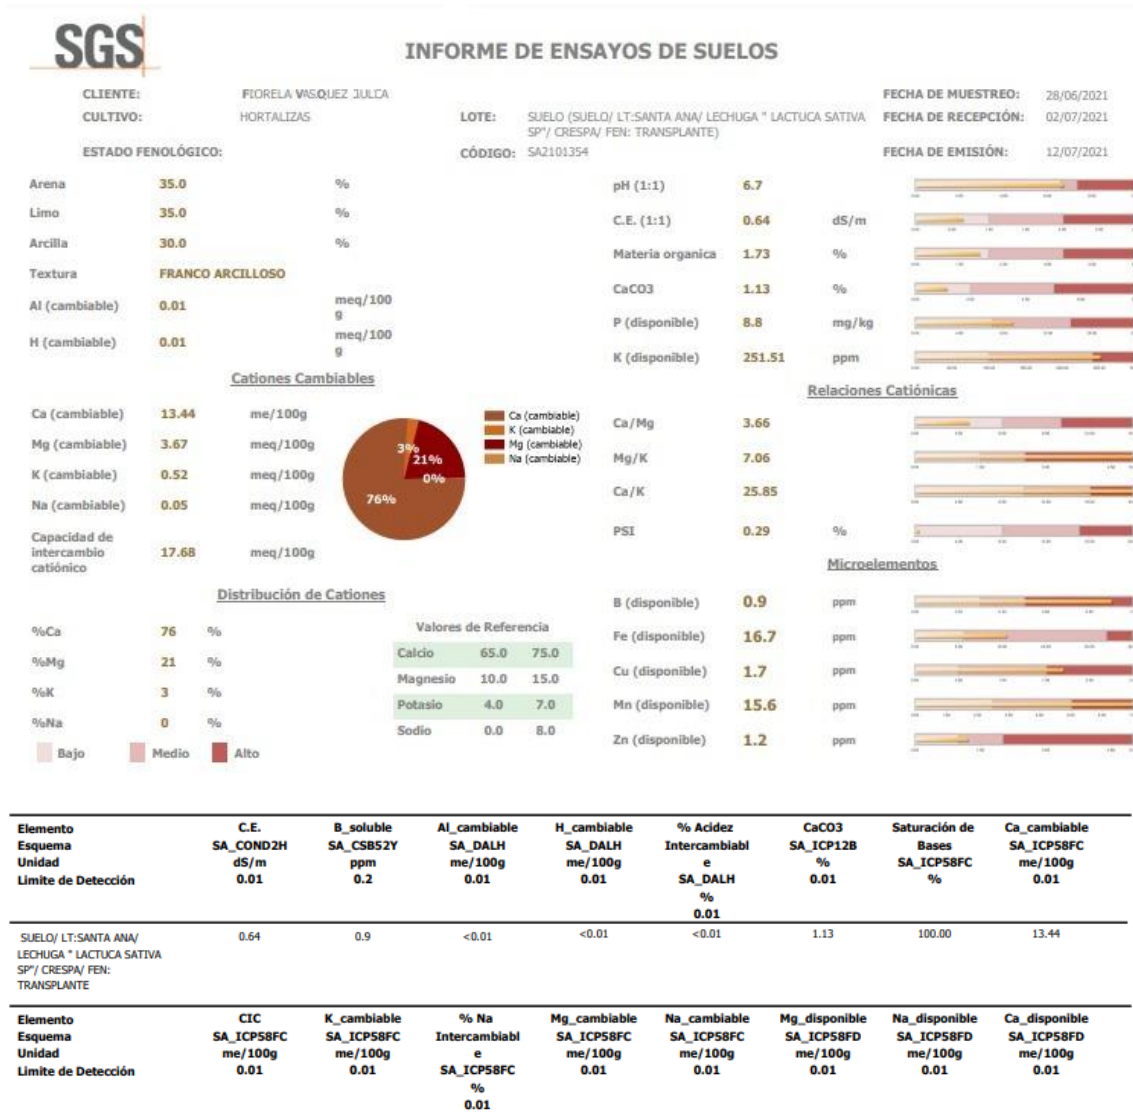 SGS
INFORME DE ENSAYOS DE SUELOS
CLIENTE: FIORELA VASQUEZ JULCA
CULTIVO: HORTALIZAS
ESTADO FENOLÓGICO:
LOTE: SUELO (SUELO/ LT:SANTA ANA/ LECHUGA " LACTUCA SATIVA
SP"/ CRESPA/ FEN: TRANSPLANTE)
CÓDIGO: SA2101354
FECHA DE MUESTREO: 28/06/2021
FECHA DE RECEPCIÓN: 02/07/2021
FECHA DE EMISIÓN: 12/07/2021
Arena 35.0 %
Limo 35.0 %
Arcilla 30.0 %
Textura FRANCO ARCILLOSO
Al (cambiable) 0.01 meq/100
g
H (cambiable) 0.01 meq/100
g
pH (1:1) 6.7
C.E. (1:1) 0.64 dS/m
Materia organica 1.73 %
CaCO3 1.13 %
P (disponible) 8.8 mg/kg
K (disponible) 251.51 ppm
Cationes Cambiables
Ca (cambiable) 13.44 me/100g
Mg (cambiable) 3.67 meq/100g
K (cambiable) 0.52 meq/100g
Na (cambiable) 0.05 meq/100g
Capacidad de
intercambio 17.68 meq/100g
catiónico
3%
21%
0%
76%
Ca (cambiable)
K (cambiable)
Mg (cambiable)
Na (cambiable)
Relaciones Catiónicas
Ca/Mg 3.66
Mg/K 7.06
Ca/K 25.85
PSI 0.29 %
Distribución de Cationes
%Ca 76 %
%Mg 21 %
%K 3 %
%Na 0 %
Bajo Medio Alto
Valores de Referencia
Calcio 65.0 75.0
Magnesio 10.0 15.0
Potasio 4.0 7.0
Sodio 0.0 8.0
Microelementos
B (disponible) 0.9 ppm
Fe (disponible) 16.7 ppm
Cu (disponible) 1.7 ppm
Mn (disponible) 15.6 ppm
Zn (disponible) 1.2 ppm
Elemento C.E. B_soluble Al_cambiable H_cambiable % Acidez CaCO3 Saturación de Ca_cambiable
Esquema SA_COND2H SA_CSB52Y SA_DALH SA_DALH Intercambiabl SA_ICP12B Bases SA_ICP58FC
Unidad dS/m ppm me/100g me/100g e % SA_ICP58FC me/100g
Limite de Detección 0.01 0.2 0.01 0.01 SA_DALH 0.01 % 0.01
%
0.01
SUELO/ LT:SANTA ANA/ 0.64 0.9 <0.01 <0.01 <0.01 1.13 100.00 13.44
LECHUGA " LACTUCA SATIVA
SP"/ CRESPA/ FEN:
TRANSPLANTE
Elemento CIC K_cambiable % Na Mg_cambiable Na_cambiable Mg_disponible Na_disponible Ca_disponible
Esquema SA_ICP58FC SA_ICP58FC Intercambiabl SA_ICP58FC SA_ICP58FC SA_ICP58FD SA_ICP58FD SA_ICP58FD
Unidad me/100g me/100g e me/100g me/100g me/100g me/100g me/100g
Limite de Detección 0.01 0.01 SA_ICP58FC 0.01 0.01 0.01 0.01 0.01
%
0.01